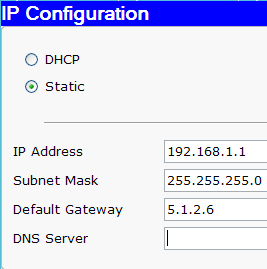 IP Configuration
DHCP
Static
IP Address 192.168.1.1
Subnet Mask 255.255.255.0
Default Gateway 5.1.2.6
DNS Server